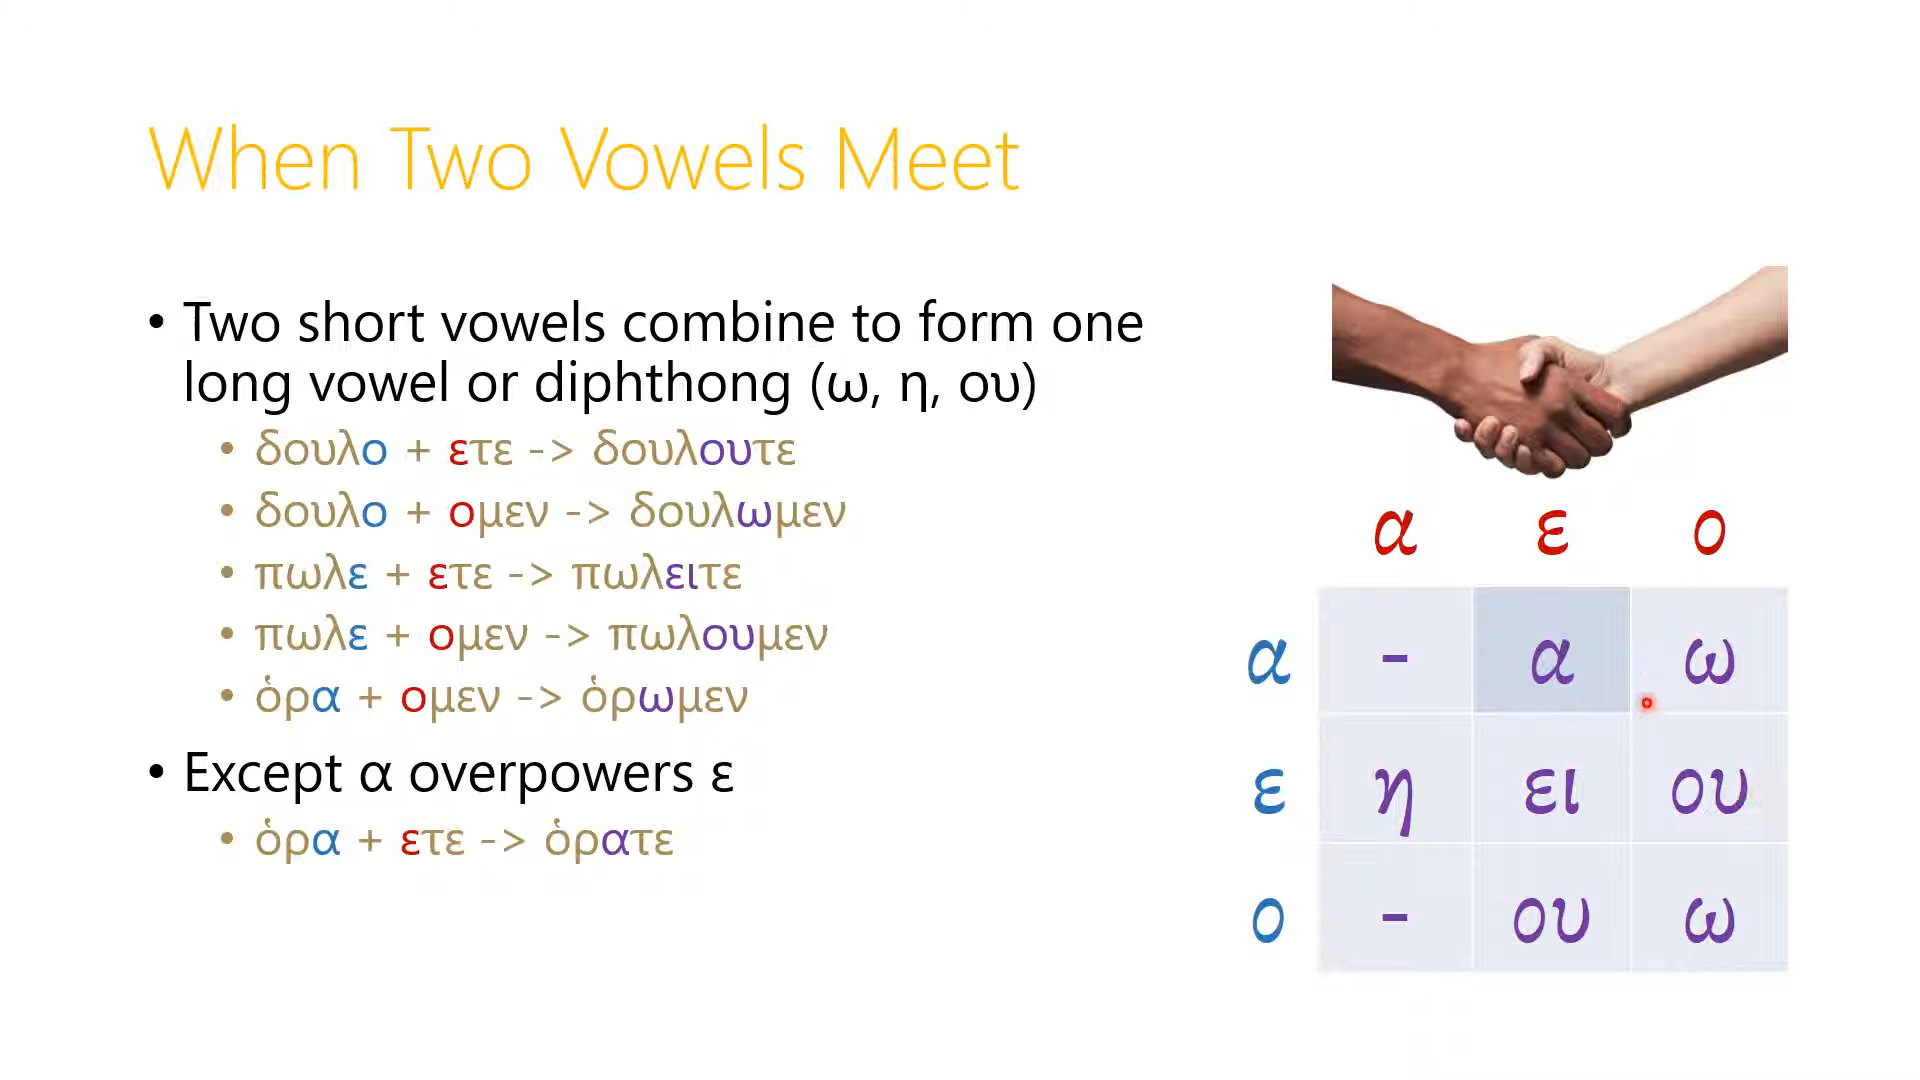 When Two Vowels Meet
• Two short vowels combine to form one
long vowel or diphthong (ω, η, ου)
• δουλο + ετε -> δουλουτε
• δουλο + ομεν -> δουλωμεν
• πωλε + ετε -> πωλειτε
• πωλε + ομεν -> πωλουμεν
• ὁρα + ομεν -> ὁρωμεν
• Except α overpowers ε
• ὁρα + ετε -> ὁρατε
α ε ο
α - α ω
ε η ει ου
ο - ου ω